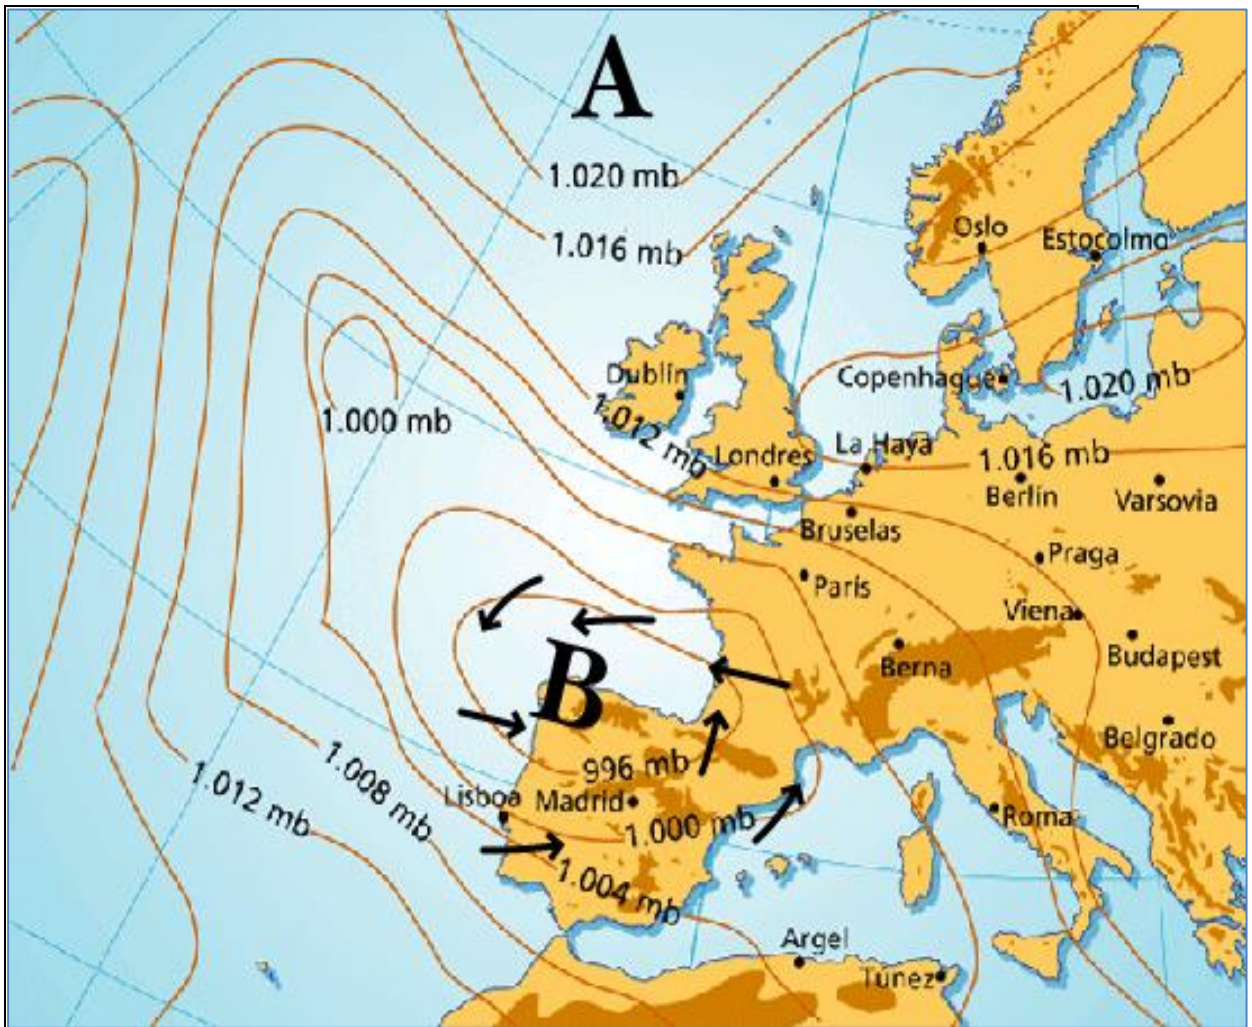 A
1.020 mb
1.016 mb
Oslo
Estocolmo
Dublín
Copenhague
1.020 mb
1.000 mb
1.012 mb
Londres
La Haya
1.016 mb
Berlín
Varsovia
Bruselas
Praga
París
Viena
Berna
Budapest
B
Belgrado
996 mb
1.008 mb
1.012 mb
Lisboa
Madrid
1.000 mb
Roma
1.004 mb
Argel
Túnez